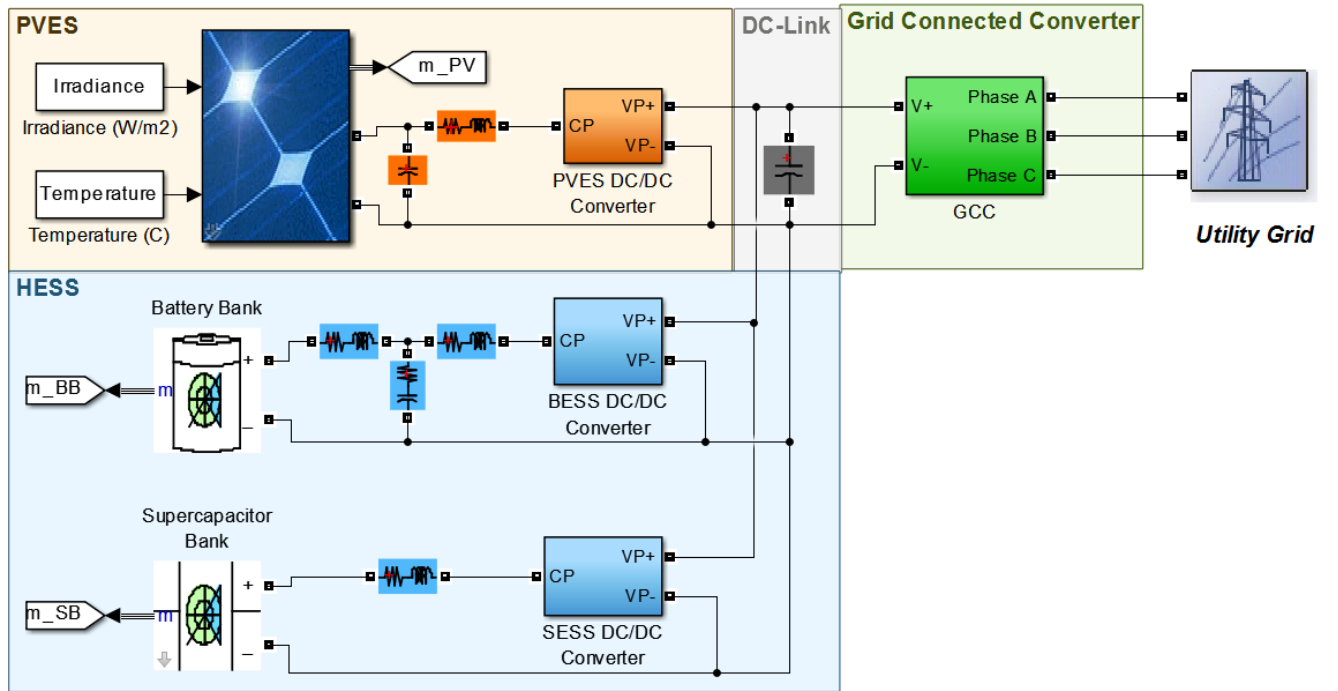 PVES
DC-Link
Grid Connected Converter
Irradiance
Irradiance (W/m2)
Temperature
Temperature (C)
m_PV
CP
VP+
VP-
PVES DC/DC
Converter
V+
V-
Phase A
Phase B
Phase C
GCC
Utility Grid
HESS
Battery Bank
m_BB
m
+
_
CP
VP+
VP-
BESS DC/DC
Converter
Supercapacitor
Bank
m_SB
m
+
_
CP
VP+
VP-
SESS DC/DC
Converter